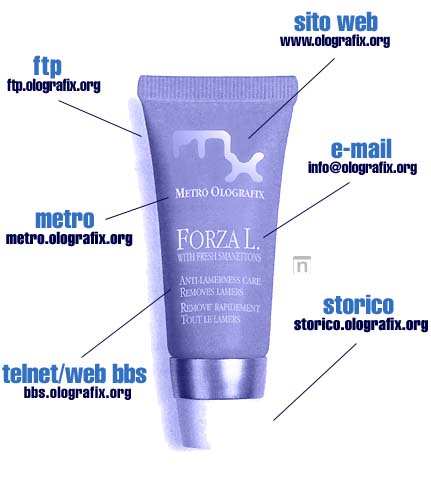 sito web
www.olografix.org
ftp
ftp.olografix.org
e-mail
info@olografix.org
mx
METRO OLOGRAFIX
metro
metro.olografix.org
FORZA L.
WITH FRESH SMANETTONS
n
ANTI-LAMERNESS CARE
REMOVES LAMERS
REMOVE RAPIDEMENT
TOUT LE LAMERS
storico
storico.olografix.org
telnet/web bbs
bbs.olografix.org